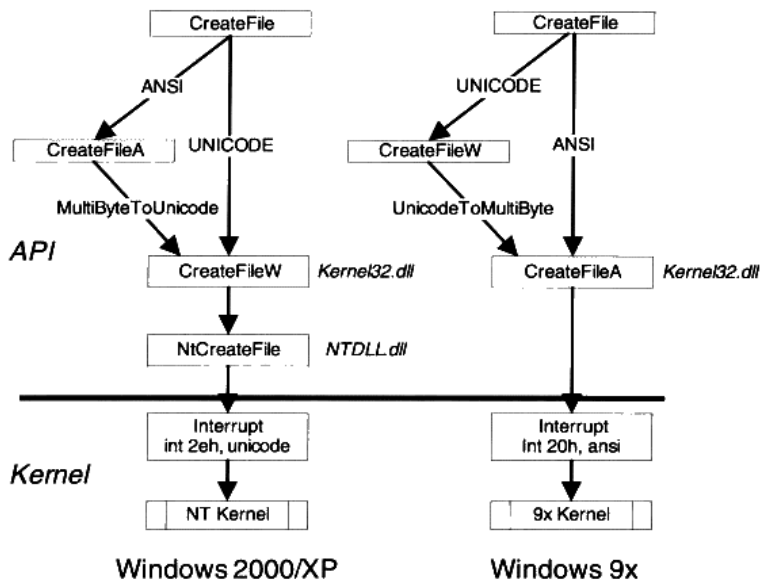 CreateFile
CreateFile
ANSI
UNICODE
CreateFileA
UNICODE
CreateFileW
ANSI
MultiByteToUnicode
UnicodeToMultiByte
API
CreateFileW
Kernel32.dll
CreateFileA
Kernel32.dll
NtCreateFile
NTDLL.dll
Interrupt
int 2eh, unicode
Interrupt
int 20h, ansi
Kernel
NT Kernel
9x Kernel
Windows 2000/XP
Windows 9x